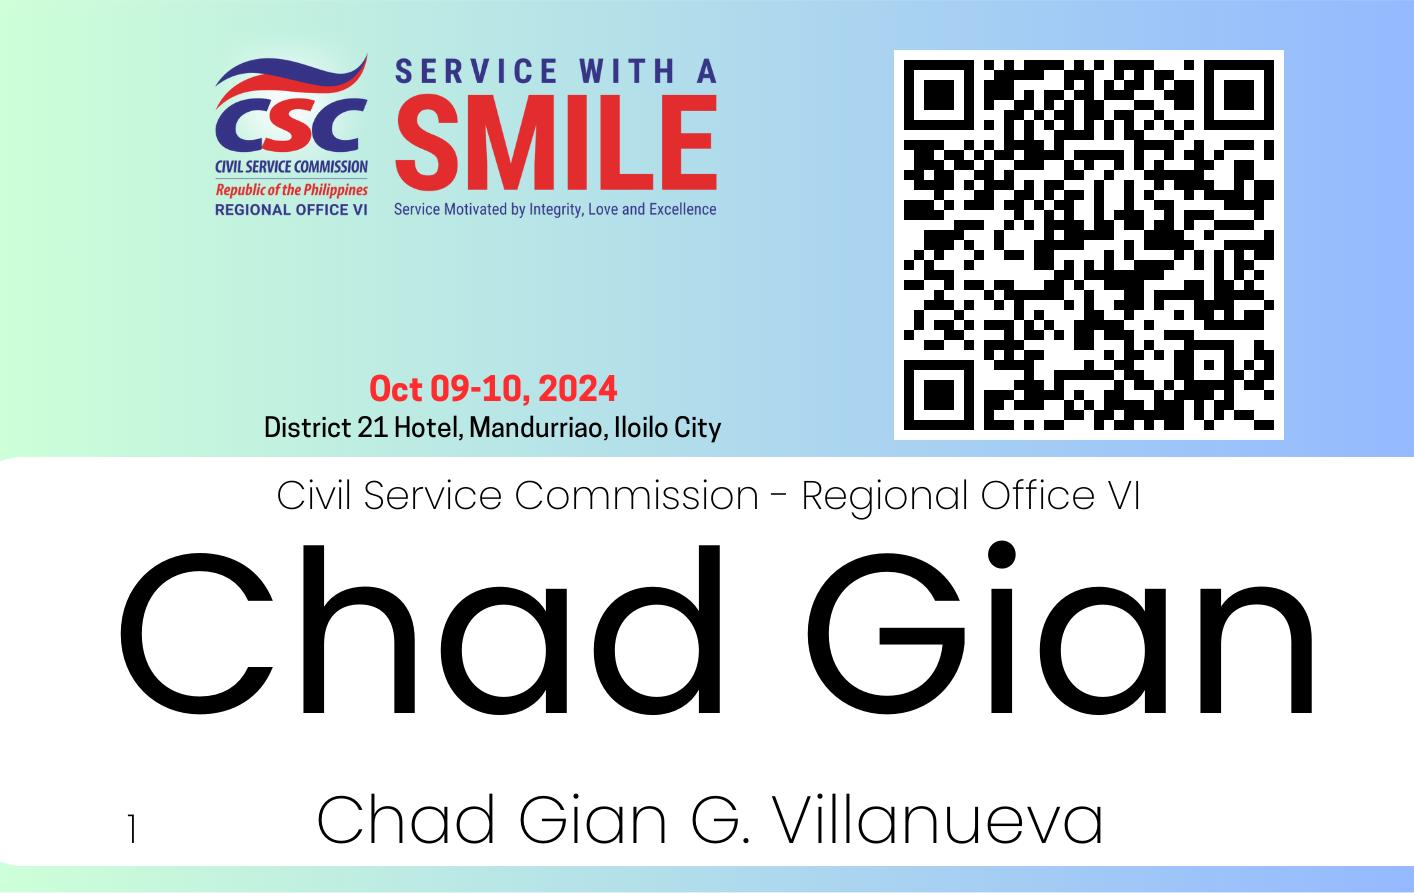 CSC
CIVIL SERVICE COMMISSION
Republic of the Philippines
REGIONAL OFFICE VI
SERVICE WITH A
SMILE
Service Motivated by Integrity, Love and Excellence
Oct 09-10, 2024
District 21 Hotel, Mandurriao, Iloilo City
Civil Service Commission - Regional Office VI
Chad Gian
Chad Gian G. Villanueva
1